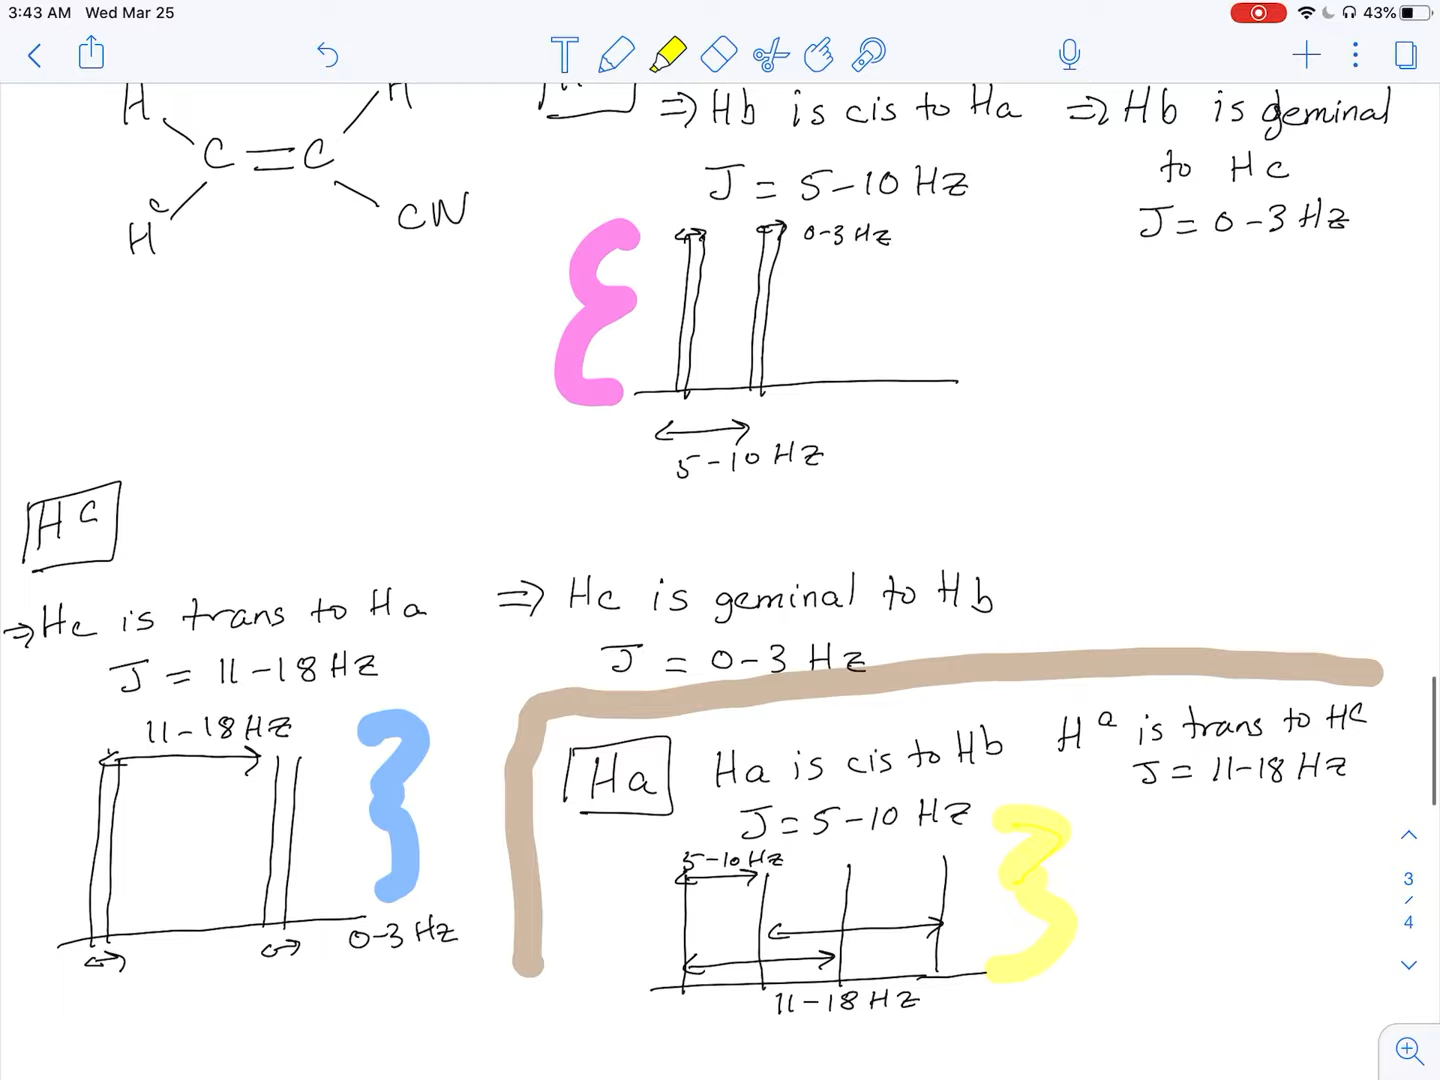 3:43 AM Wed Mar 25
43%
H
H
C = C
H c
CN
⇒ Hb is cis to Ha
J = 5-10 Hz
0-3 Hz
5-10 Hz
⇒ Hb is geminal
to Hc
J = 0-3 Hz
Hc
⇒ Hc is trans to Ha
J = 11-18 Hz
11-18 Hz
0-3 Hz
⇒ Hc is geminal to Hb
J = 0-3 Hz
Ha
Ha is cis to Hb
J = 5-10 Hz
5-10 Hz
11-18 Hz
Ha is trans to Hc
J = 11-18 Hz
3
/
4